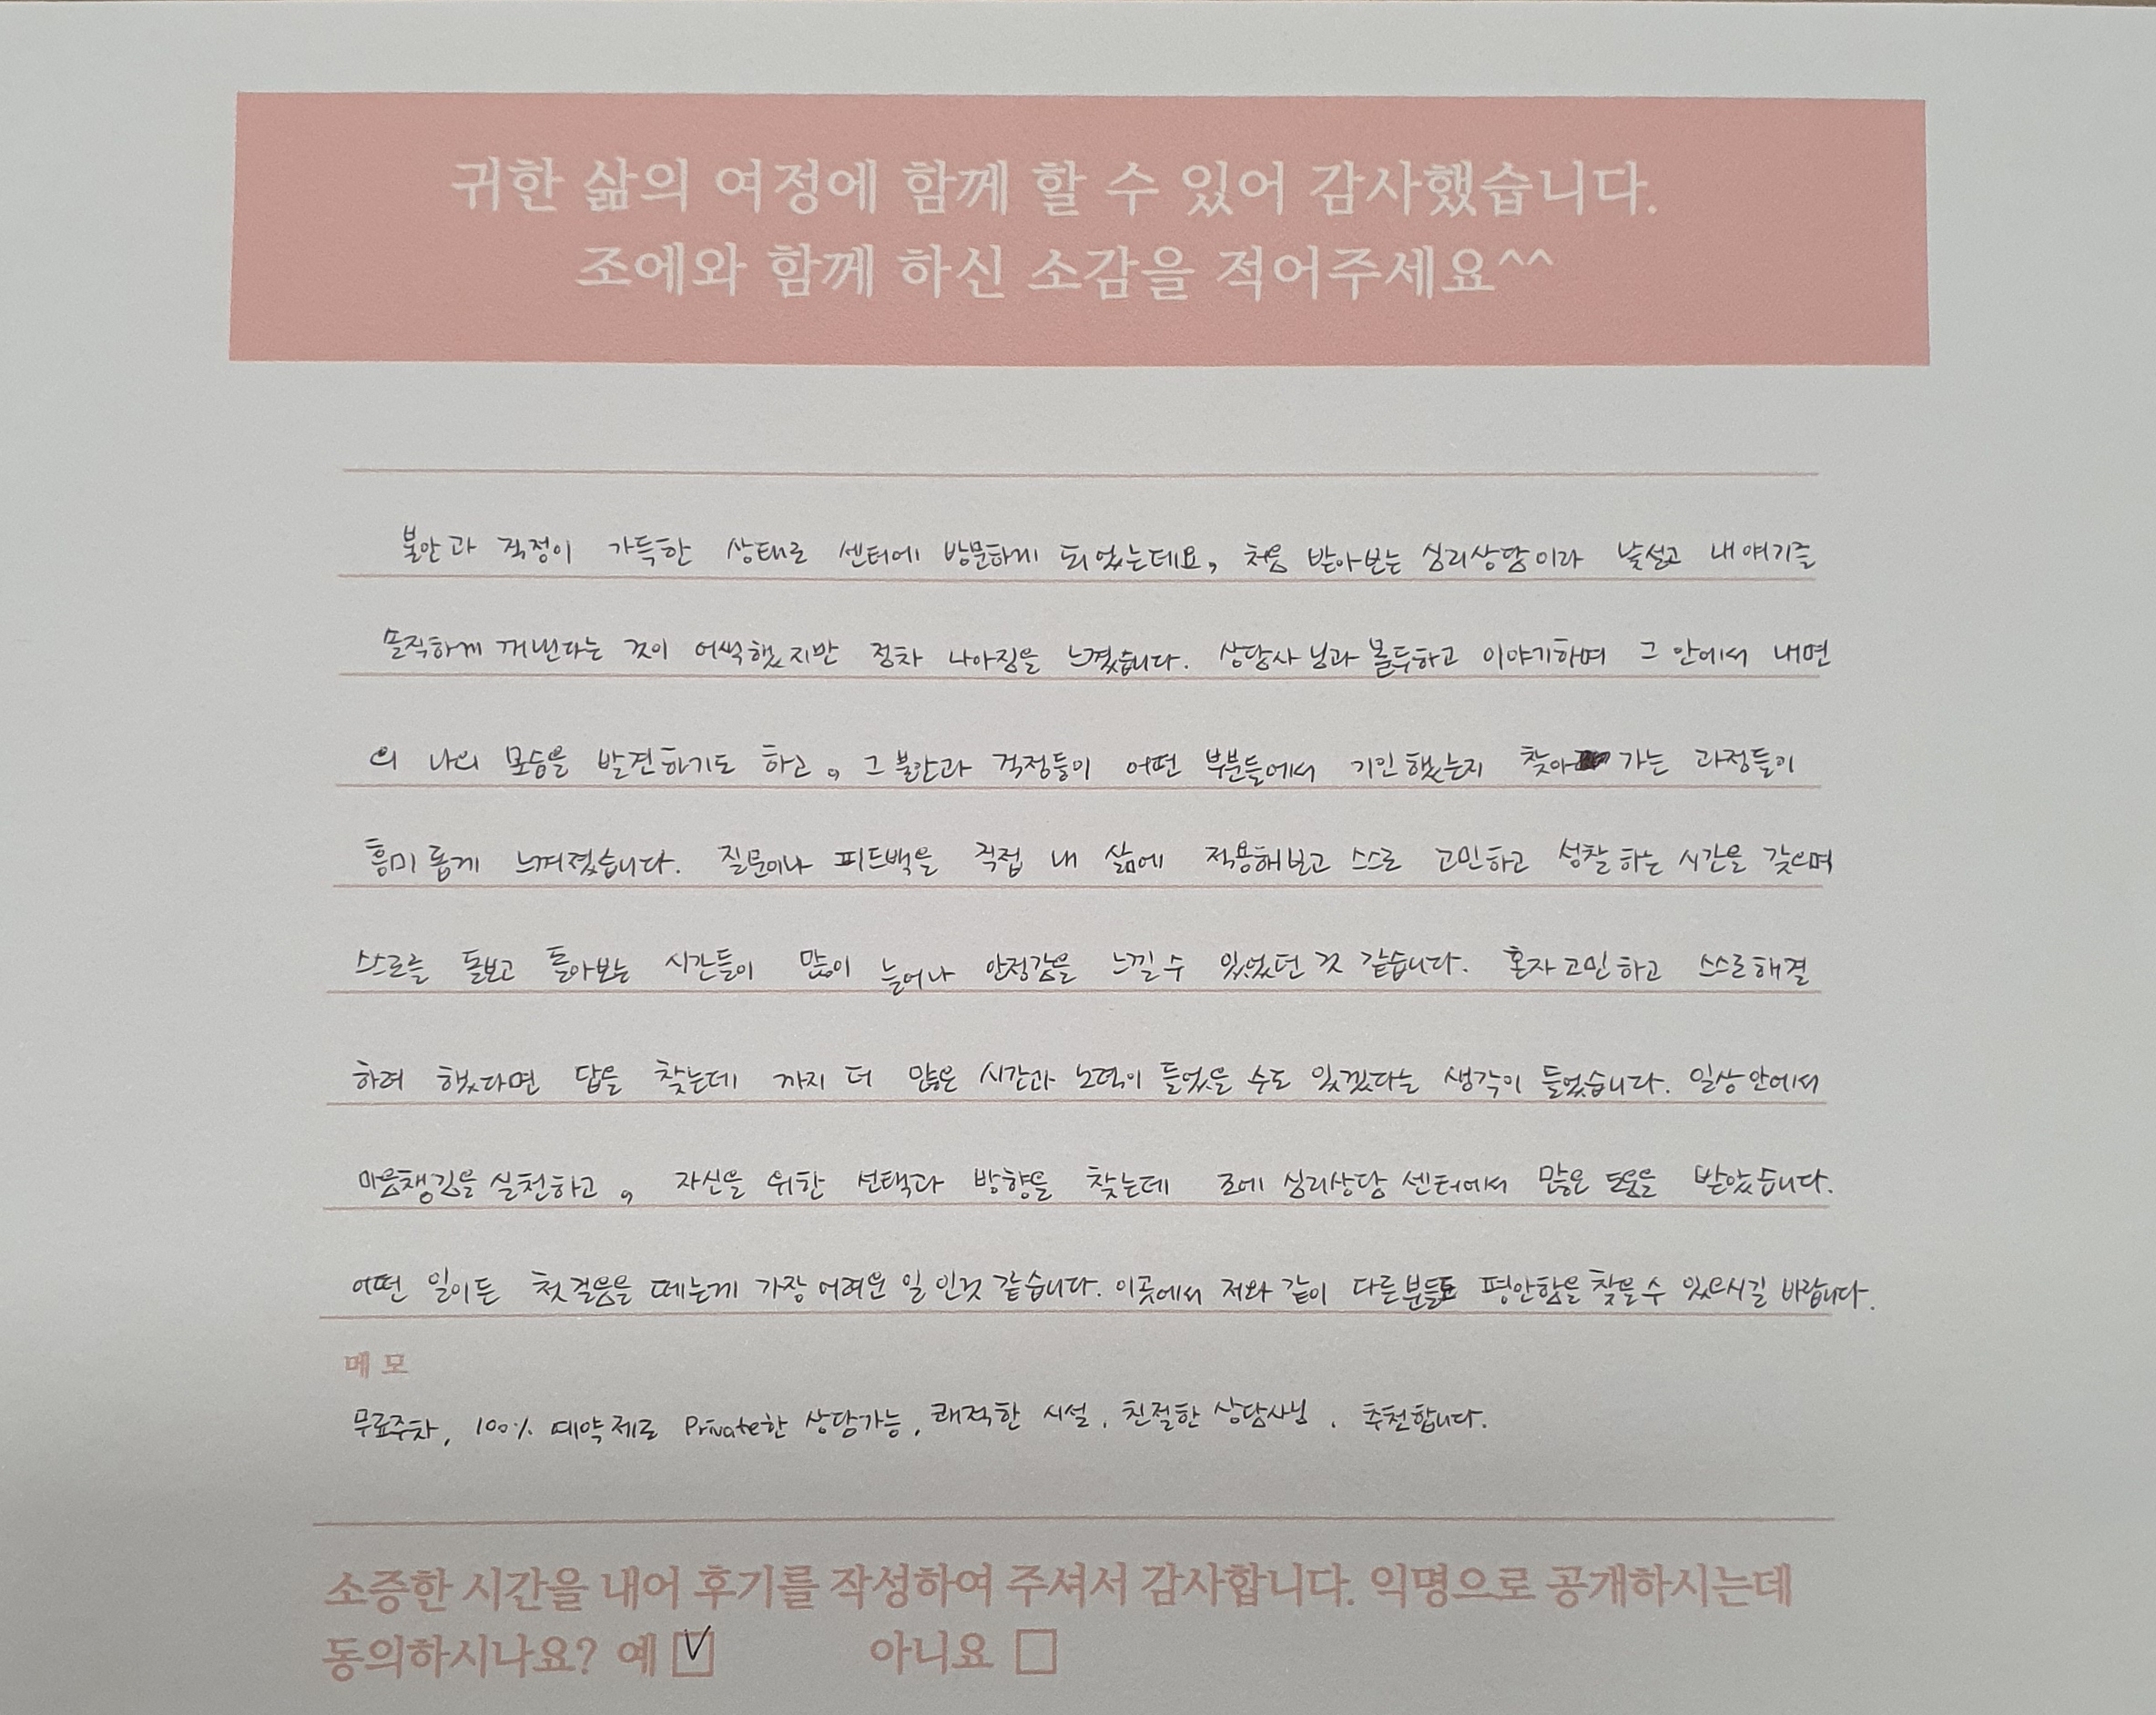 귀한 삶의 여정에 함께 할 수 있어 감사했습니다.
조에와 함께 하신 소감을 적어주세요^^
불안과 걱정이 가득한 상태로 센터에 방문하게 되었는데요, 처음 받아보는 심리상담이라 낯설고 내 얘기를
솔직하게 꺼낸다는 것이 어색했지만 점차 나아짐을 느꼈습니다. 상담사님과 몰두하고 이야기하며 그 안에서 내면
의 나의 모습을 발견하기도 하고, 그 불안과 걱정들이 어떤 부분들에서 기인했는지 찾아 가는 과정들이
흥미롭게 느껴졌습니다. 질문이나 피드백을 직접 내 삶에 적용해보고 스스로 고민하고 성찰하는 시간을 갖으며
스스로를 돌보고 돌아보는 시간들이 많이 늘어나 안정감을 느낄 수 있었던 것 같습니다. 혼자 고민하고 스스로 해결
하려 했다면 답을 찾는데 까지 더 많은 시간과 노력이 들었을 수도 있겠다는 생각이 들었습니다. 일상 안에서
마음챙김을 실천하고, 자신을 위한 선택과 방향을 찾는데 조에 심리상담 센터에서 많은 도움을 받았습니다.
어떤 일이든 첫 걸음을 떼는게 가장 어려운 일 인것 같습니다. 이곳에서 저와 같이 다른분들도 평안함을 찾을 수 있으시길 바랍니다.
메 모
무료주차, 100% 예약제로 Private한 상담가능, 쾌적한 시설, 친절한 상담사님. 추천합니다.
소중한 시간을 내어 후기를 작성하여 주셔서 감사합니다. 익명으로 공개하시는데
동의하시나요? 예 아니요